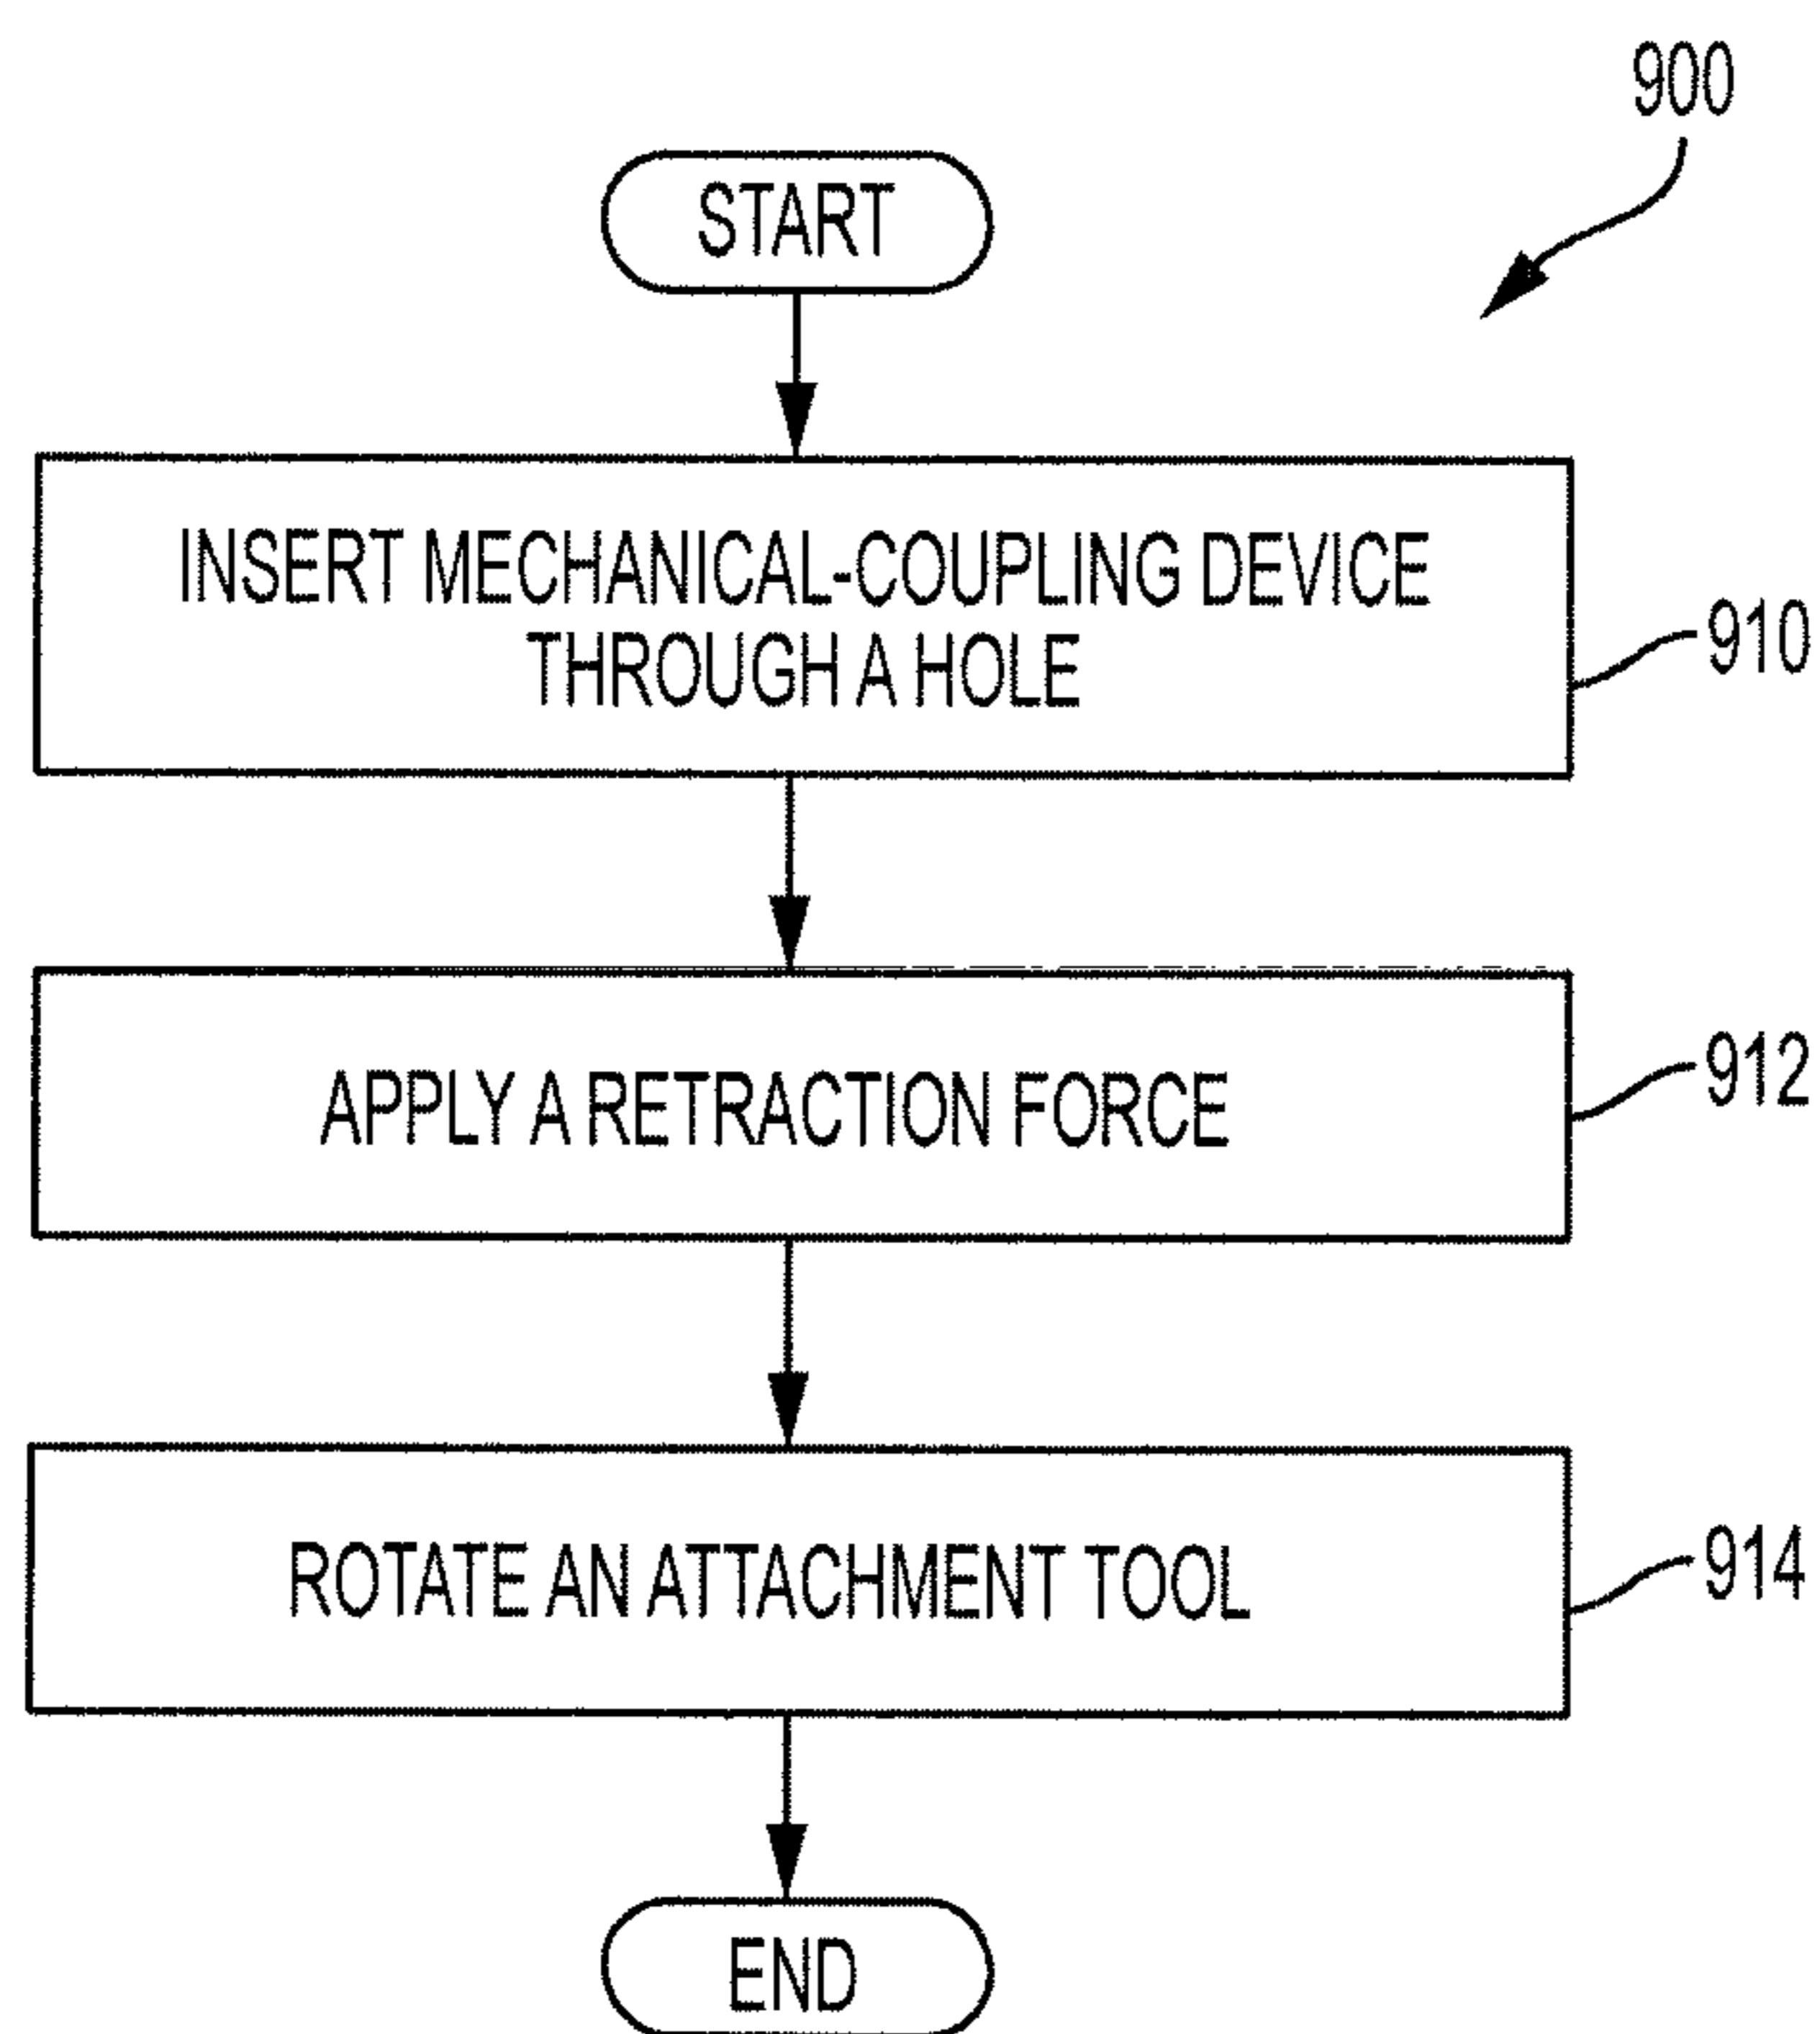 900
START
INSERT MECHANICAL-COUPLING DEVICE
THROUGH A HOLE
910
APPLY A RETRACTION FORCE
912
ROTATE AN ATTACHMENT TOOL
914
END